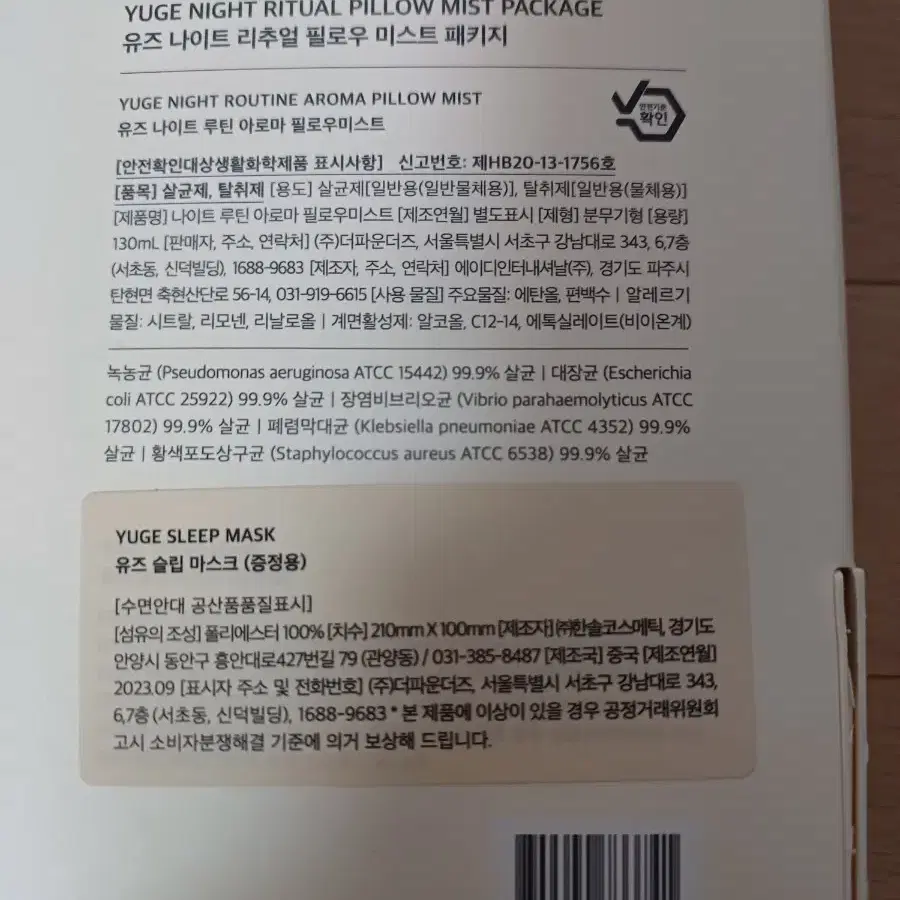 YUGE NIGHT RITUAL PILLOW MIST PACKAGE
유즈 나이트 리추얼 필로우 미스트 패키지
YUGE NIGHT ROUTINE AROMA PILLOW MIST
유즈 나이트 루틴 아로마 필로우미스트
안전기준
확인
[안전확인대상생활화학제품 표시사항] 신고번호: 제HB20-13-1756호
[품목] 살균제, 탈취제 [용도] 살균제[일반용(일반물체용)], 탈취제[일반용(물체용)]
[제품명] 나이트 루틴 아로마 필로우미스트 [제조연월] 별도표시 [제형] 분무기형 [용량]
130mL [판매자, 주소, 연락처] (주)더파운더즈, 서울특별시 서초구 강남대로 343, 6,7층
(서초동, 신덕빌딩), 1688-9683 [제조자, 주소, 연락처] 에이디인터내셔날(주), 경기도 파주시
탄현면 축현산단로 56-14, 031-919-6615 [사용 물질] 주요물질: 에탄올, 편백수 | 알레르기
물질: 시트랄, 리모넨, 리날로올 | 계면활성제: 알코올, C12-14, 에톡실레이트(비이온계)
녹농균 (Pseudomonas aeruginosa ATCC 15442) 99.9% 살균 | 대장균 (Escherichia
coli ATCC 25922) 99.9% 살균 | 장염비브리오균 (Vibrio parahaemolyticus ATCC
17802) 99.9% 살균 | 폐렴막대균 (Klebsiella pneumoniae ATCC 4352) 99.9%
살균 | 황색포도상구균 (Staphylococcus aureus ATCC 6538) 99.9% 살균
YUGE SLEEP MASK
유즈 슬립 마스크 (증정용)
[수면안대 공산품품질표시]
[섬유의 조성] 폴리에스터 100% [치수] 210mm X 100mm [제조자] ㈜한솔코스메틱, 경기도
안양시 동안구 흥안대로427번길 79 (관양동) / 031-385-8487 [제조국] 중국 [제조연월]
2023.09 [표시자 주소 및 전화번호] (주)더파운더즈, 서울특별시 서초구 강남대로 343,
6,7층 (서초동, 신덕빌딩), 1688-9683 * 본 제품에 이상이 있을 경우 공정거래위원회
고시 소비자분쟁해결 기준에 의거 보상해 드립니다.